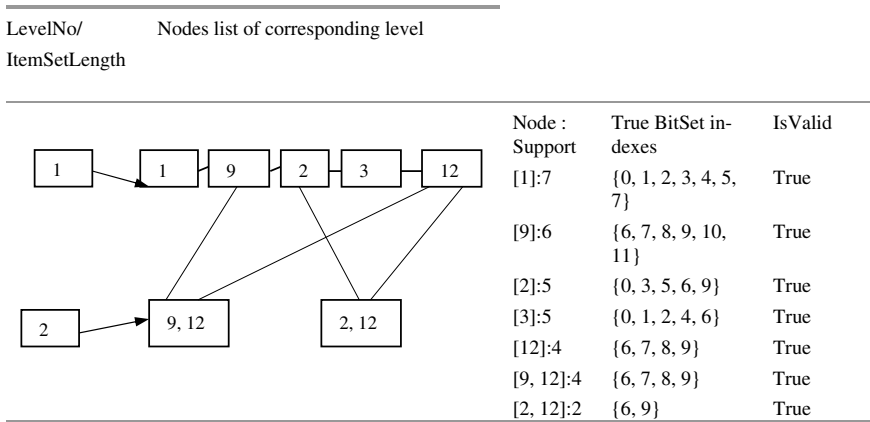 LevelNo/ Nodes list of corresponding level
ItemSetLength
Node : True BitSet in- IsValid
Support dexes
1 1 9 2 3 12
[1]:7 {0, 1, 2, 3, 4, 5, True
7}
[9]:6 {6, 7, 8, 9, 10, True
11}
[2]:5 {0, 3, 5, 6, 9} True
[3]:5 {0, 1, 2, 4, 6} True
2 9, 12 2, 12
[12]:4 {6, 7, 8, 9} True
[9, 12]:4 {6, 7, 8, 9} True
[2, 12]:2 {6, 9} True